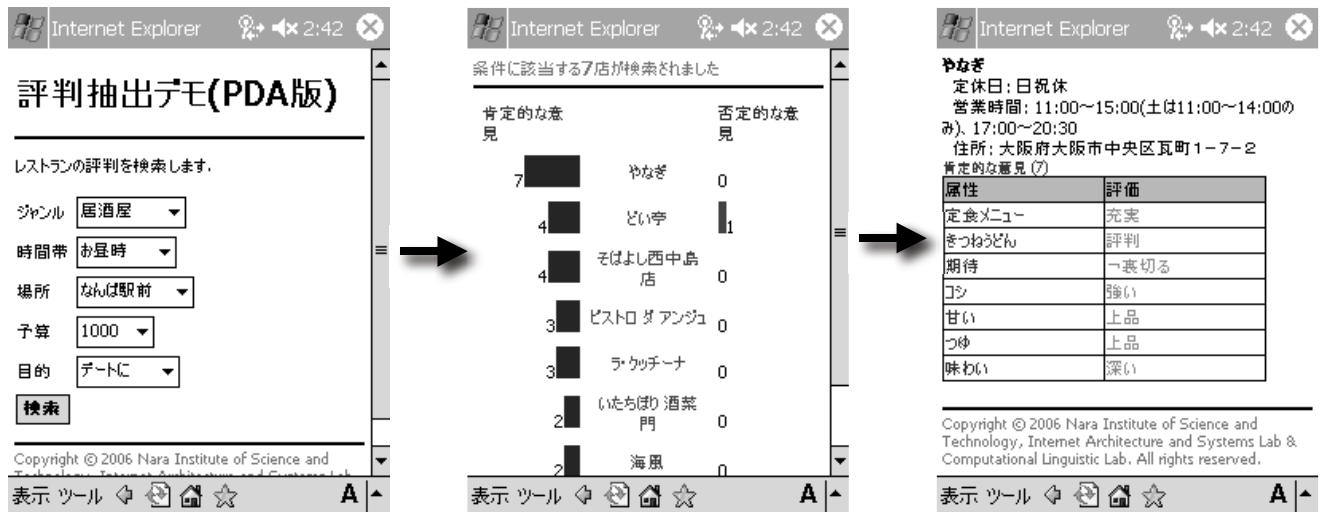 Internet Explorer 2:42
評判抽出デモ(PDA版)
レストランの評判を検索します.
ジャンル 居酒屋
時間帯 お昼時
場所 なんば駅前
予算 1000
目的 デートに
検索
Copyright © 2006 Nara Institute of Science and
Technology, Internet Architecture and Systems Lab
表示 ツール A
Internet Explorer 2:42
条件に該当する7店が検索されました
肯定的な意 否定的な意
見 見
7 やなぎ 0
4 どい亭 1
そばよし西中島
4 店 0
3 ビストロ ダ アンジュ 0
3 ラ・クッチーナ 0
いたちぼり 酒菜
2 門 0
2 海風 0
表示 ツール A
Internet Explorer 2:42
やなぎ
定休日: 日祝休
営業時間: 11:00～15:00(土は11:00～14:00の
み)、17:00～20:30
住所: 大阪府大阪市中央区瓦町1-7-2
肯定的な意見 (7)
属性 評価
定食メニュー 充実
きつねうどん 評判
期待 ¬裏切る
コシ 強い
甘い 上品
つゆ 上品
味わい 深い
Copyright © 2006 Nara Institute of Science and
Technology, Internet Architecture and Systems Lab &
Computational Linguistic Lab. All rights reserved.
表示 ツール A